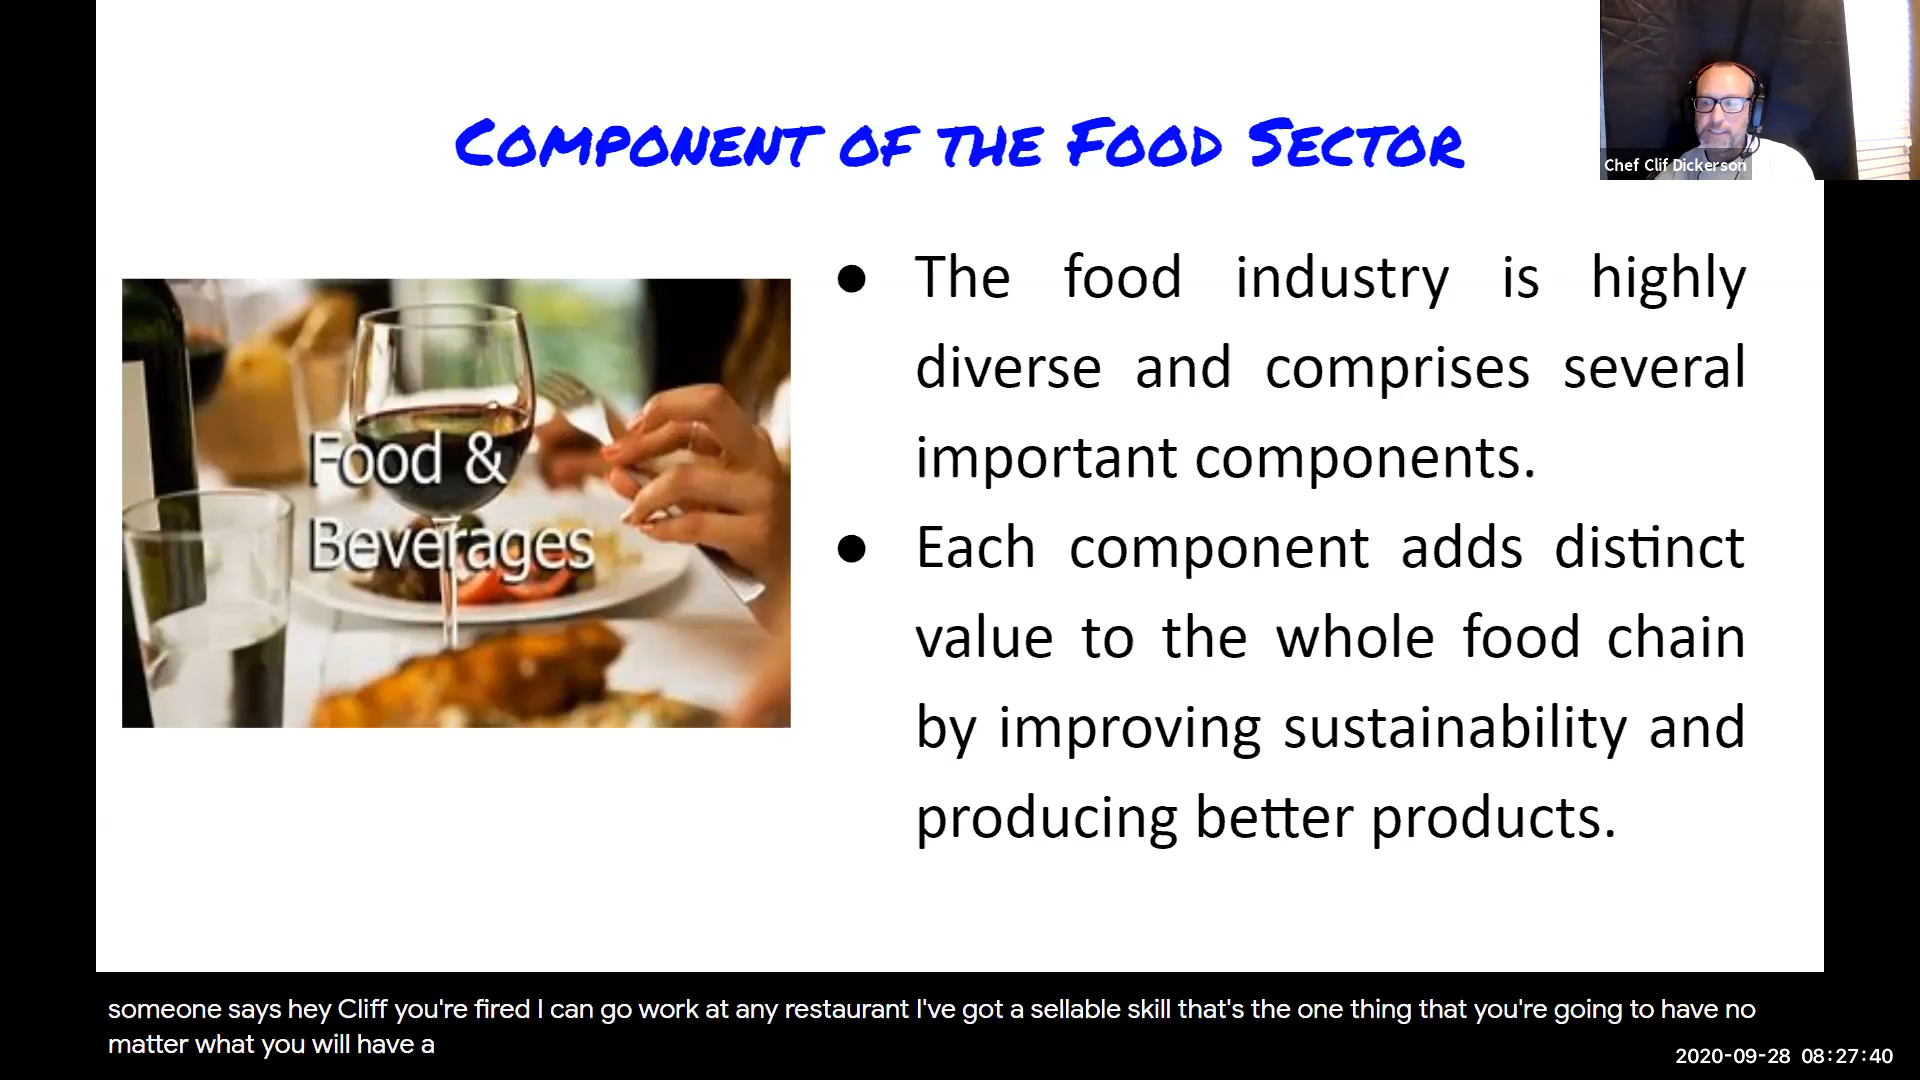 COMPONENT OF THE FOOD SECTOR
Chef Clif Dickerson
Food &
Beverages
● The food industry is highly
diverse and comprises several
important components.
● Each component adds distinct
value to the whole food chain
by improving sustainability and
producing better products.
someone says hey Cliff you're fired I can go work at any restaurant I've got a sellable skill that's the one thing that you're going to have no
matter what you will have a
2020-09-28 08:27:40